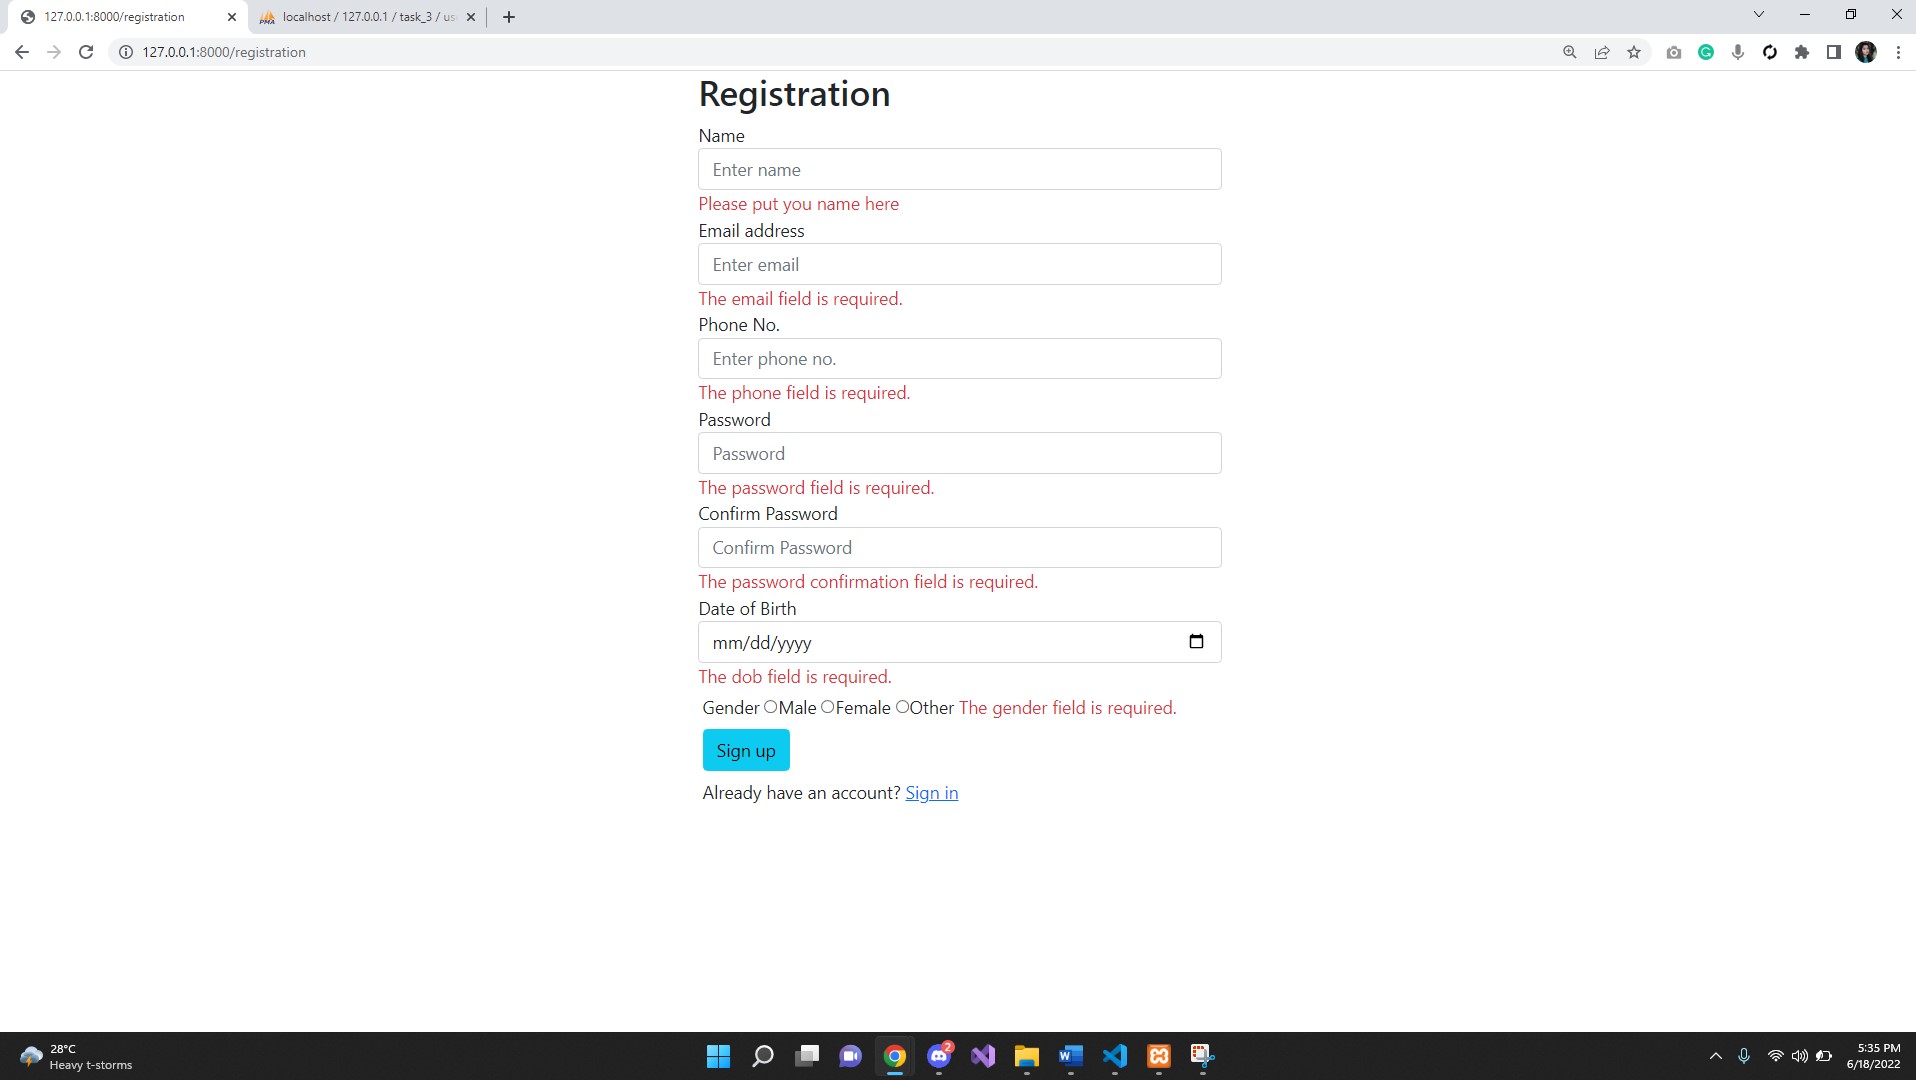 127.0.0.1:8000/registration
localhost / 127.0.0.1 / task_3 / us
127.0.0.1:8000/registration
Registration
Name
Enter name
Please put you name here
Email address
Enter email
The email field is required.
Phone No.
Enter phone no.
The phone field is required.
Password
Password
The password field is required.
Confirm Password
Confirm Password
The password confirmation field is required.
Date of Birth
mm/dd/yyyy
The dob field is required.
Gender Male Female Other The gender field is required.
Sign up
Already have an account? Sign in
28°C
Heavy t-storms
2
5:35 PM
6/18/2022